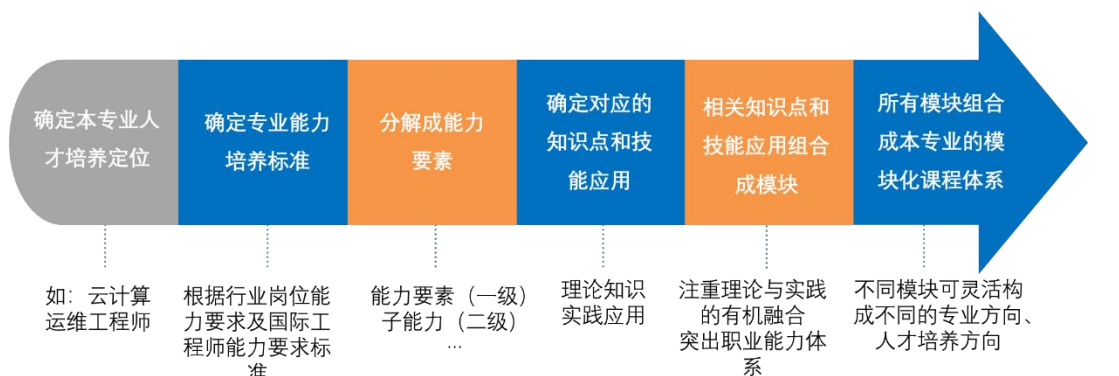 确定本专业人
才培养定位
确定专业能力
培养标准
分解成能力
要素
确定对应的
知识点和技
能应用
相关知识点和
技能应用组合
成模块
所有模块组合
成本专业的模
块化课程体系
如：云计算
运维工程师
根据行业岗位能
力要求及国际工
程师能力要求标
准
能力要素（一级）
子能力（二级）
...
理论知识
实践应用
注重理论与实践
的有机融合
突出职业能力体
系
不同模块可灵活构
成不同的专业方向、
人才培养方向